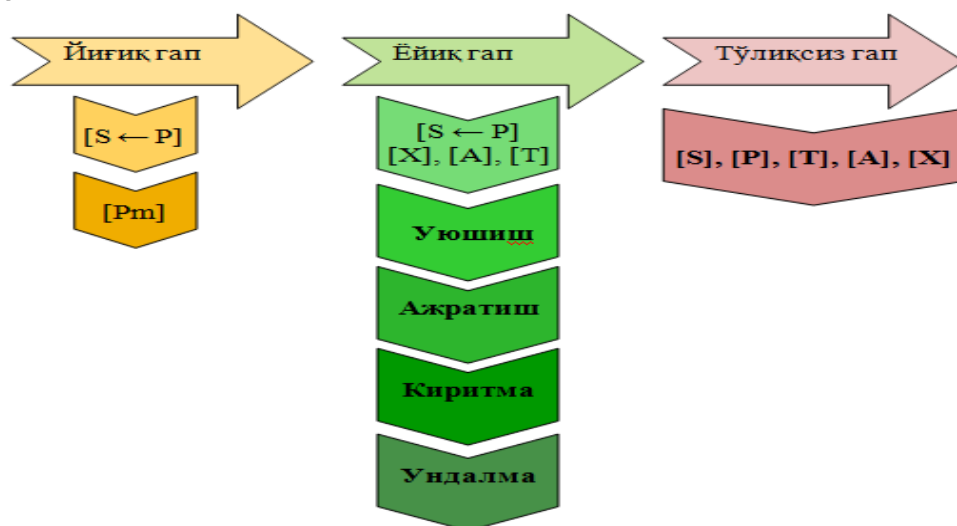 Йиғиқ гап
[S ← P]
[Pm]
Ёйиқ гап
[S ← P]
[X], [A], [T]
Уюшиш
Ажратиш
Киритма
Ундалма
Тўлиқсиз гап
[S], [P], [T], [A], [X]